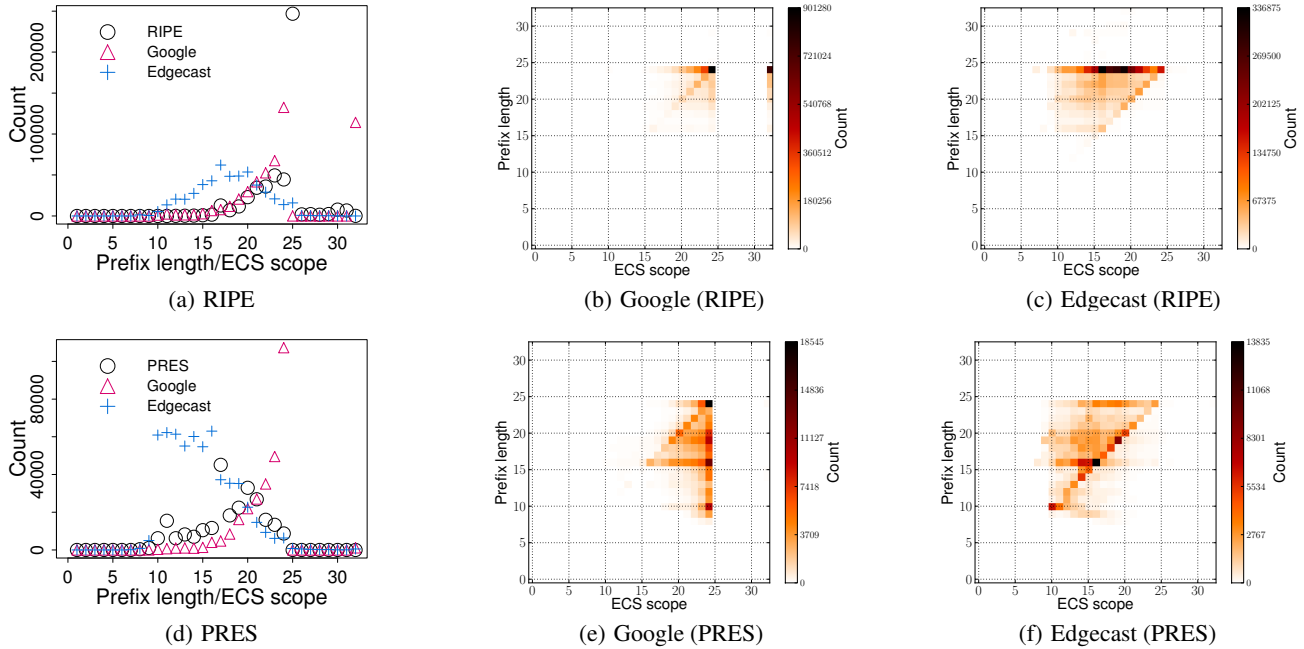 RIPE
Google
Edgecast
Count
0 100000 200000
0 5 10 15 20 25 30
Prefix length/ECS scope
(a) RIPE
Prefix length
30
25
20
15
10
5
0
0 5 10 15 20 25 30
ECS scope
901280
721024
540768
360512
180256
0
Count
(b) Google (RIPE)
Prefix length
30
25
20
15
10
5
0
0 5 10 15 20 25 30
ECS scope
336875
269500
202125
134750
67375
0
Count
(c) Edgecast (RIPE)
PRES
Google
Edgecast
Count
0 40000 80000
0 5 10 15 20 25 30
Prefix length/ECS scope
(d) PRES
Prefix length
30
25
20
15
10
5
0
0 5 10 15 20 25 30
ECS scope
18545
14836
11127
7418
3709
0
Count
(e) Google (PRES)
Prefix length
30
25
20
15
10
5
0
0 5 10 15 20 25 30
ECS scope
13835
11068
8301
5534
2767
0
Count
(f) Edgecast (PRES)